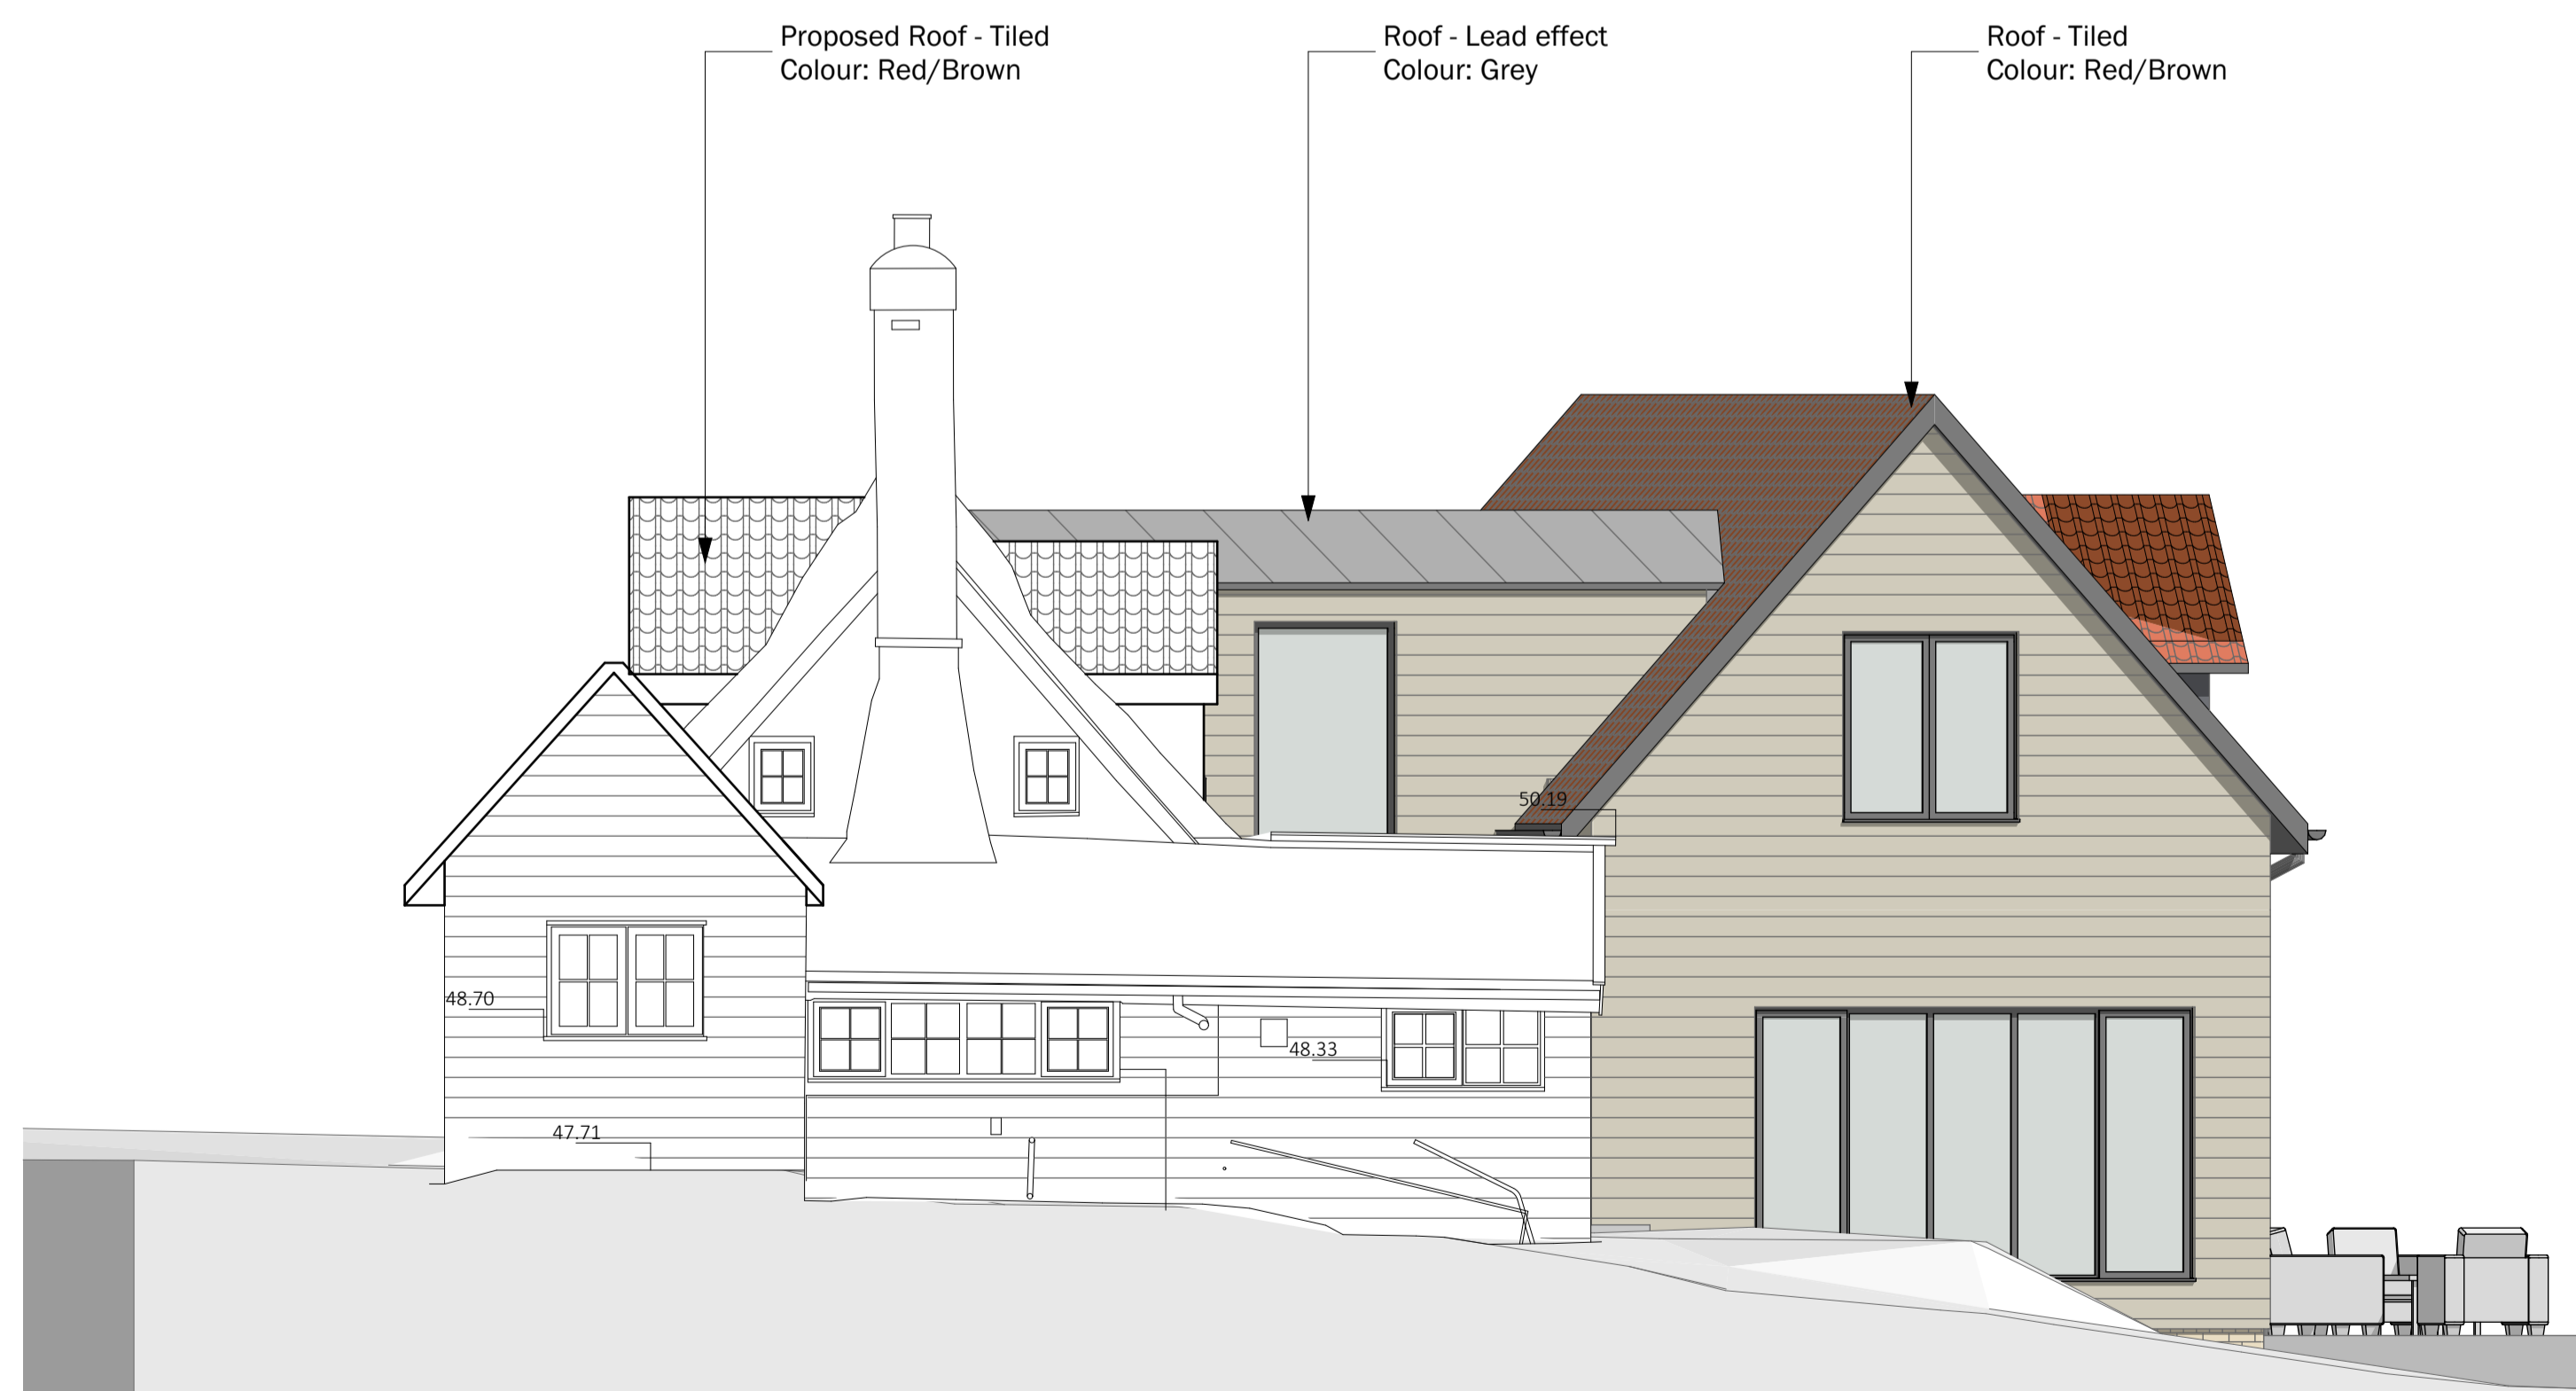 Proposed Roof - Tiled
Colour: Red/Brown
Roof - Lead effect
Colour: Grey
Roof - Tiled
Colour: Red/Brown
50.19
48.70
48.33
47.71